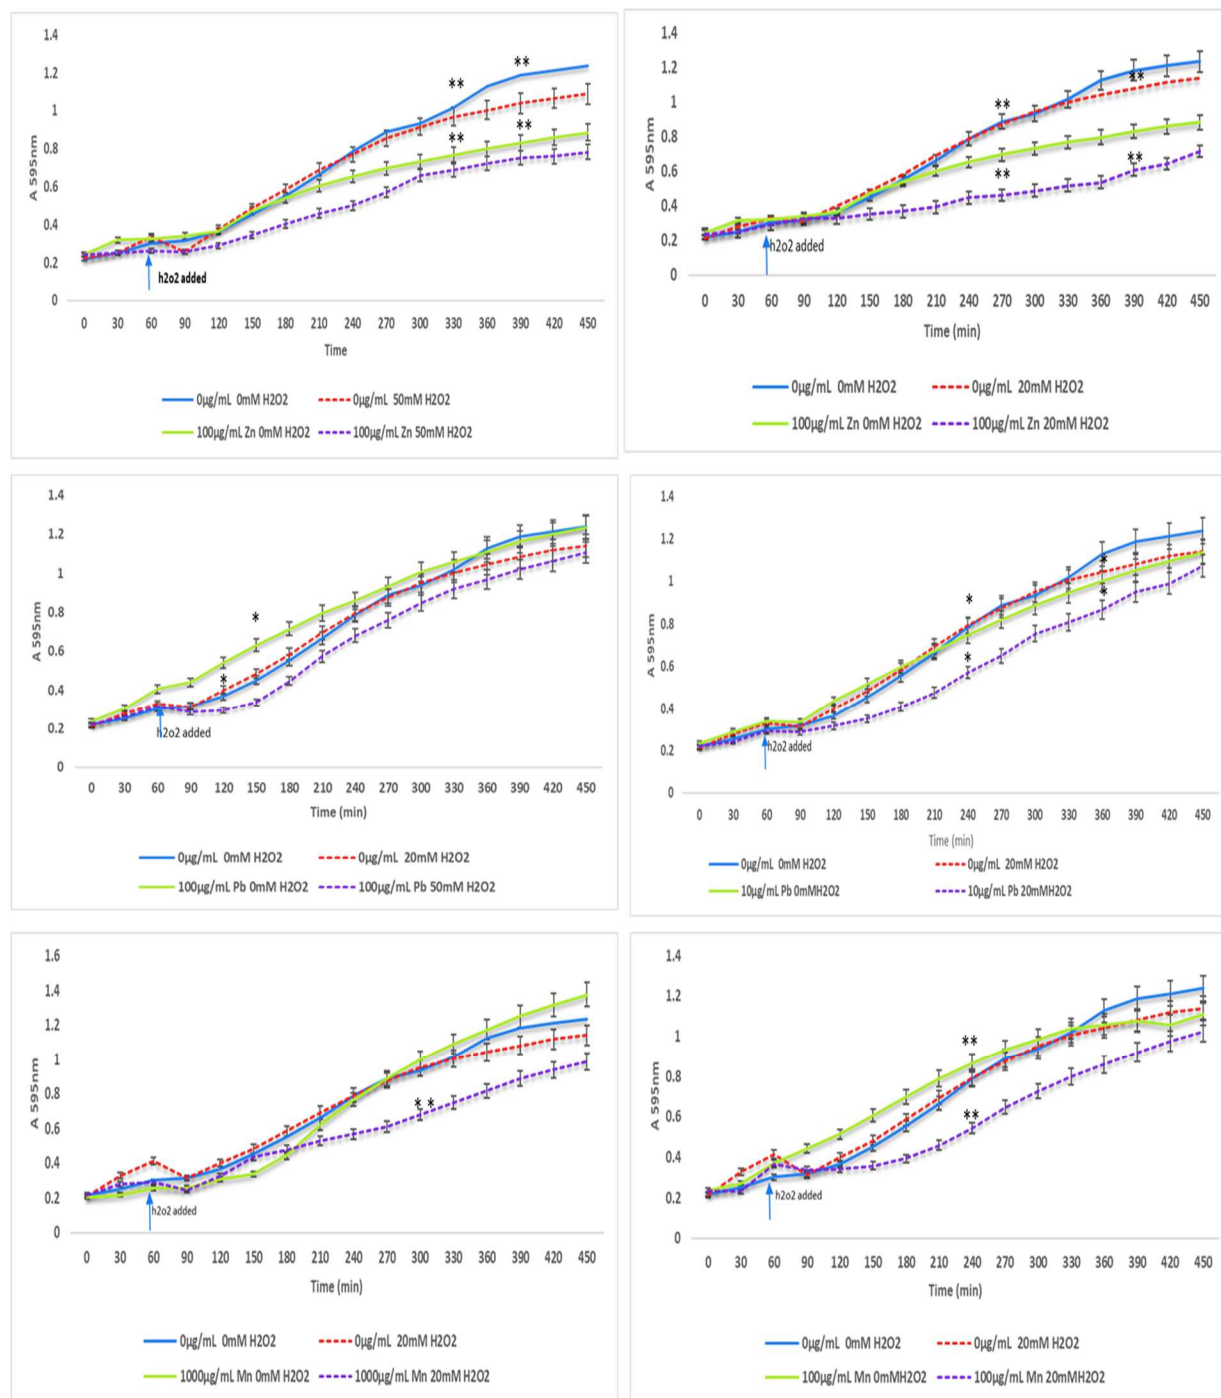 1.4
1.2
1
0.8
0.6
0.4
0.2
0
A 595nm
** **
** **
h2o2 added
0 30 60 90 120 150 180 210 240 270 300 330 360 390 420 450
Time
0µg/mL 0mM H2O2 0µg/mL 50mM H2O2
100µg/mL Zn 0mM H2O2 100µg/mL Zn 50mM H2O2
1.4
1.2
1
0.8
0.6
0.4
0.2
0
A 595nm
** **
** **
h2o2 added
0 30 60 90 120 150 180 210 240 270 300 330 360 390 420 450
Time (min)
0µg/mL 0mM H2O2 0µg/mL 20mM H2O2
100µg/mL Zn 0mM H2O2 100µg/mL Zn 20mM H2O2
1.4
1.2
1
0.8
0.6
0.4
0.2
0
A 595nm
*
*
h2o2 added
0 30 60 90 120 150 180 210 240 270 300 330 360 390 420 450
Time (min)
0µg/mL 0mM H2O2 0µg/mL 20mM H2O2
100µg/mL Pb 0mM H2O2 100µg/mL Pb 50mM H2O2
1.4
1.2
1
0.8
0.6
0.4
0.2
0
A 595nm
* *
* *
h2o2 added
0 30 60 90 120 150 180 210 240 270 300 330 360 390 420 450
Time (min)
0µg/mL 0mM H2O2 0µg/mL 20mM H2O2
10µg/mL Pb 0mMH2O2 10µg/mL Pb 20mMH2O2
1.6
1.4
1.2
1
0.8
0.6
0.4
0.2
0
A 595nm
* *
h2o2 added
0 30 60 90 120 150 180 210 240 270 300 330 360 390 420 450
Time (min)
0µg/mL 0mM H2O2 0µg/mL 20mM H2O2
1000µg/mL Mn 0mM H2O2 1000µg/mL Mn 20mM H2O2
1.4
1.2
1
0.8
0.6
0.4
0.2
0
A 595nm
**
**
h2o2 added
0 30 60 90 120 150 180 210 240 270 300 330 360 390 420 450
Time (min)
0µg/mL 0mM H2O2 0µg/mL 20mM H2O2
100µg/mL Mn 0mMH2O2 100µg/mL Mn 20mMH2O2